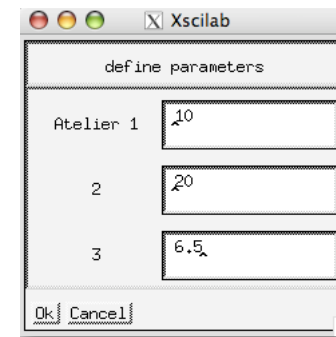 Xscilab
define parameters
Atelier 1 10
2 20
3 6.5
Ok Cancel